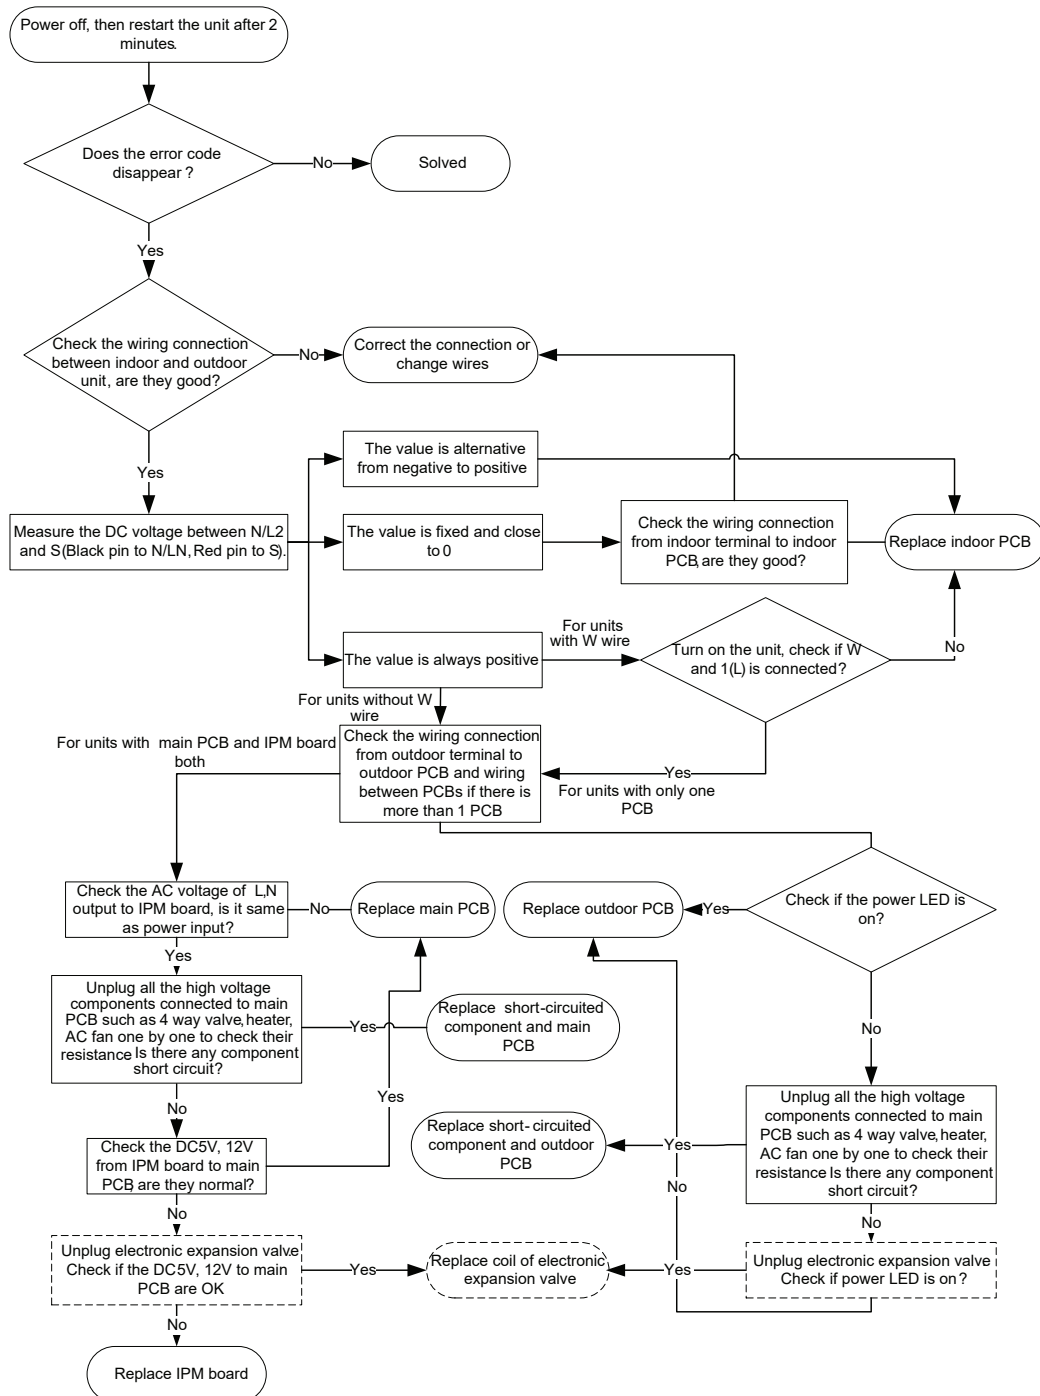 Power off, then restart the unit after 2
minutes.
Does the error code
disappear ?
No
Solved
Yes
Check the wiring connection
between indoor and outdoor
unit, are they good?
No
Correct the connection or
change wires
Yes
The value is alternative
from negative to positive
Measure the DC voltage between N/L2
and S(Black pin to N/LN, Red pin to S).
The value is fixed and close
to 0
Check the wiring connection
from indoor terminal to indoor
PCB, are they good?
Replace indoor PCB
The value is always positive
For units
with W wire
Turn on the unit, check if W
and 1(L) is connected?
No
For units without W
wire
For units with main PCB and IPM board
both
Check the wiring connection
from outdoor terminal to
outdoor PCB and wiring
between PCBs if there is
more than 1 PCB
Yes
For units with only one
PCB
Check the AC voltage of L,N
output to IPM board, is it same
as power input?
No
Replace main PCB
Replace outdoor PCB
Yes
Check if the power LED is
on?
Yes
Unplug all the high voltage
components connected to main
PCB such as 4 way valve, heater,
AC fan one by one to check their
resistance Is there any component
short circuit?
Yes
Replace short-circuited
component and main
PCB
No
No
Yes
Check the DC5V, 12V
from IPM board to main
PCB, are they normal?
Replace short-circuited
component and outdoor
PCB
Yes
Unplug all the high voltage
components connected to main
PCB such as 4 way valve, heater,
AC fan one by one to check their
resistance Is there any component
short circuit?
No
No
No
Unplug electronic expansion valve.
Check if the DC5V, 12V to main
PCB are OK
Yes
Replace coil of electronic
expansion valve
Yes
Unplug electronic expansion valve
Check if power LED is on?
No
Replace IPM board